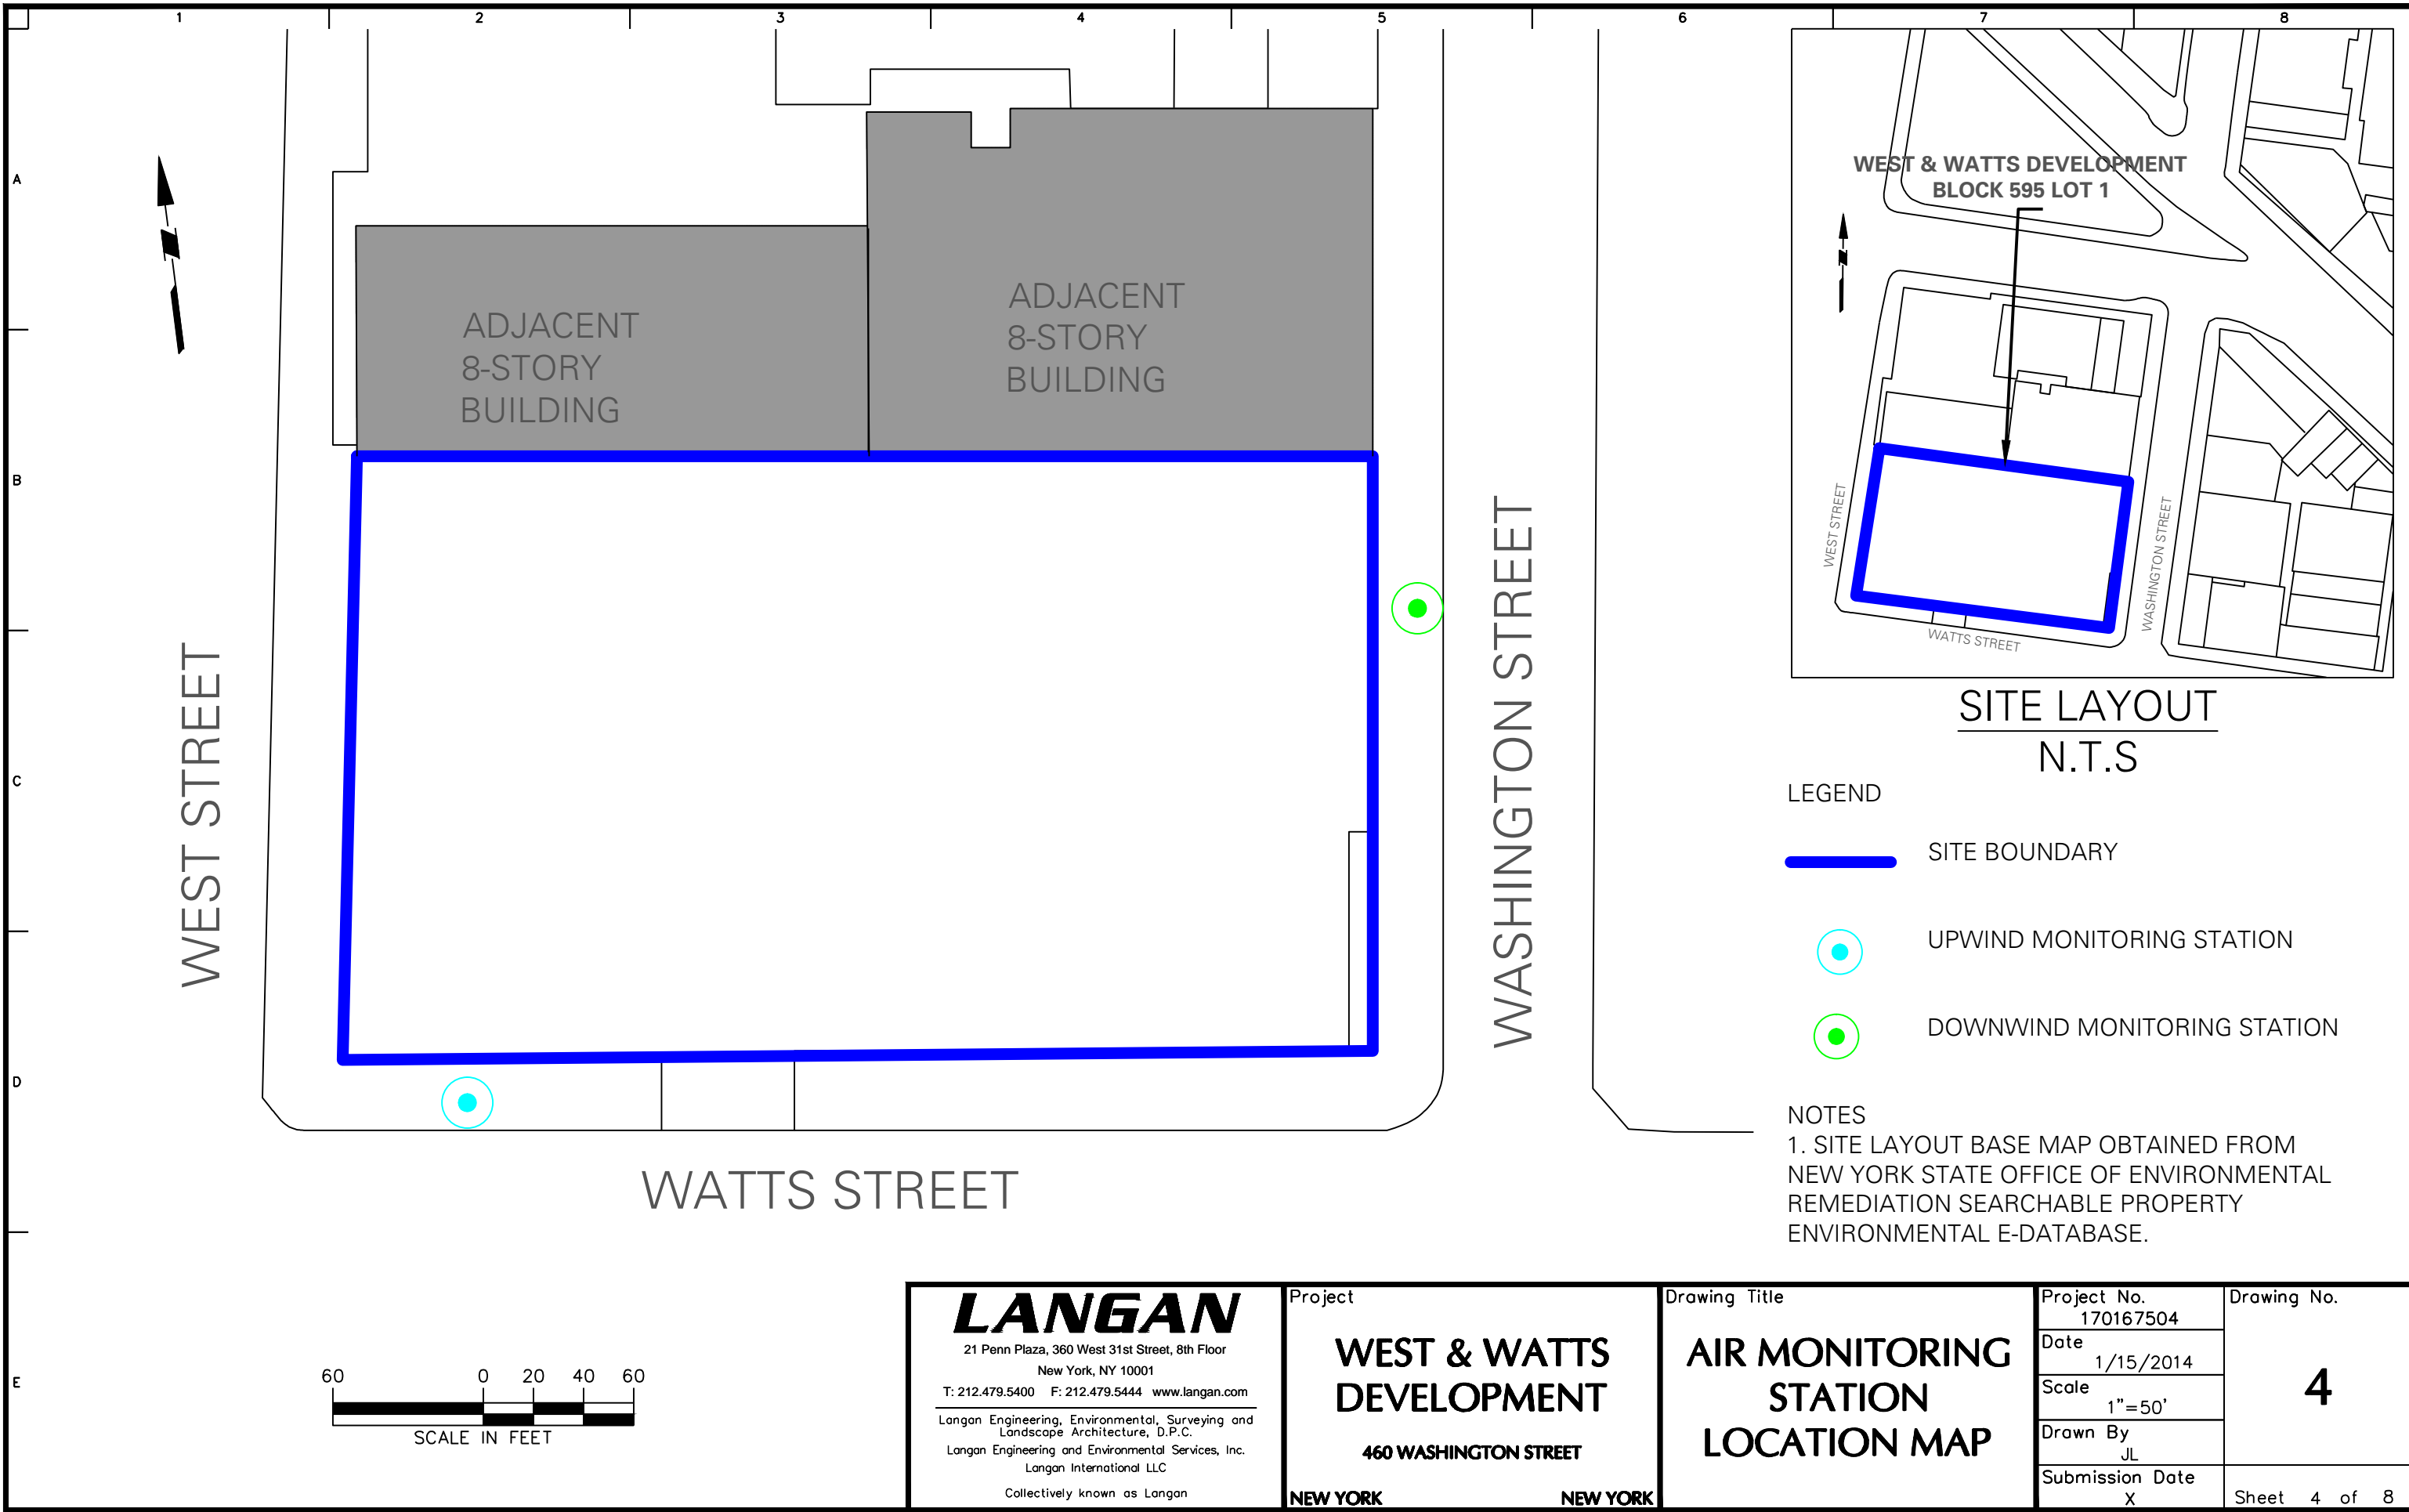 1 2 3 4 5 6 7 8
A
B
C
D
E
N
ADJACENT
8-STORY
BUILDING
ADJACENT
8-STORY
BUILDING
WEST STREET
WASHINGTON STREET
WATTS STREET
WEST & WATTS DEVELOPMENT
BLOCK 595 LOT 1
N
WEST STREET
WASHINGTON STREET
WATTS STREET
SITE LAYOUT
N.T.S
LEGEND
SITE BOUNDARY
UPWIND MONITORING STATION
DOWNWIND MONITORING STATION
NOTES
1. SITE LAYOUT BASE MAP OBTAINED FROM
NEW YORK STATE OFFICE OF ENVIRONMENTAL
REMEDIATION SEARCHABLE PROPERTY
ENVIRONMENTAL E-DATABASE.
60 0 20 40 60
SCALE IN FEET
LANGAN
21 Penn Plaza, 360 West 31st Street, 8th Floor
New York, NY 10001
T: 212.479.5400 F: 212.479.5444 www.langan.com
Langan Engineering, Environmental, Surveying and
Landscape Architecture, D.P.C.
Langan Engineering and Environmental Services, Inc.
Langan International LLC
Collectively known as Langan
Project
WEST & WATTS
DEVELOPMENT
460 WASHINGTON STREET
NEW YORK NEW YORK
Drawing Title
AIR MONITORING
STATION
LOCATION MAP
Project No.
170167504
Date
1/15/2014
Scale
1"=50'
Drawn By
JL
Submission Date
X
Drawing No.
4
Sheet 4 of 8